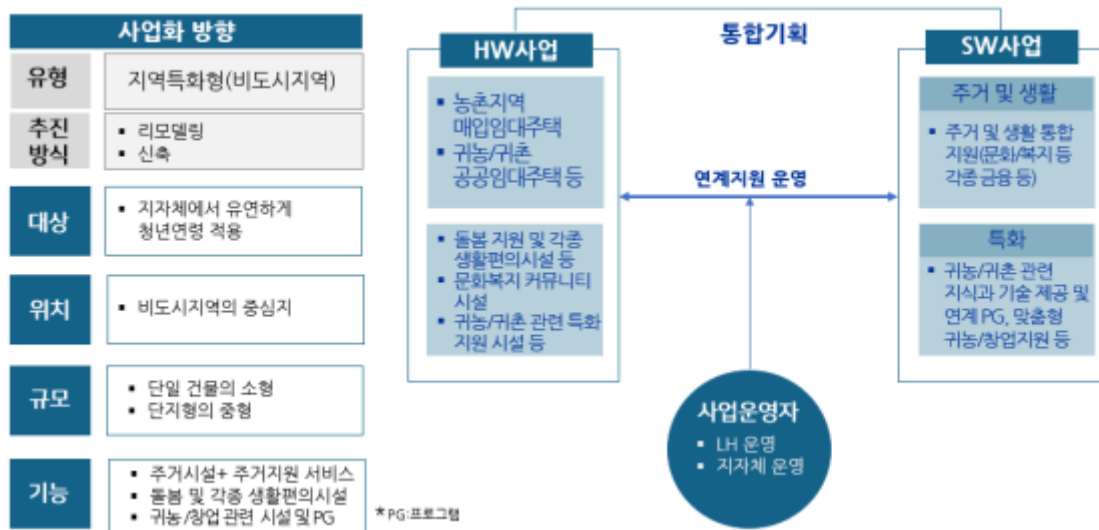 사업화 방향
유형
지역특화형(비도시지역)
추진
방식
▪ 리모델링
▪ 신축
대상
▪ 지자체에서 유연하게
청년연령 적용
위치
▪ 비도시지역의 중심지
규모
▪ 단일 건물의 소형
▪ 단지형의 중형
기능
▪ 주거시설+ 주거지원 서비스
▪ 돌봄 및 각종 생활편의시설
▪ 귀농/창업 관련 시설 및 PG
*PG:프로그램
통합기획
HW사업
▪ 농촌지역
매입임대주택
▪ 귀농/귀촌
공공임대주택 등
▪ 돌봄 지원 및 각종
생활편의시설 등
▪ 문화복지 커뮤니티
시설
▪ 귀농/귀촌 관련 특화
지원 시설 등
연계지원 운영
사업운영자
▪ LH 운영
▪ 지자체 운영
SW사업
주거 및 생활
▪ 주거 및 생활 통합
지원(문화/복지 등
각종 금융 등)
특화
▪ 귀농/귀촌 관련
지식과 기술 제공 및
연계 PG, 맞춤형
귀농/창업지원 등